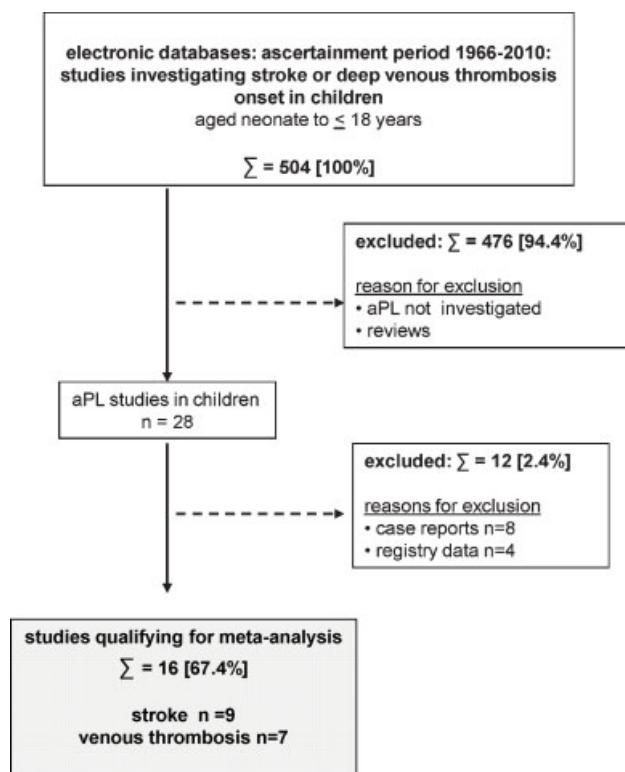 electronic databases: ascertainment period 1966-2010:
studies investigating stroke or deep venous thrombosis
onset in children
aged neonate to ≤ 18 years
∑ = 504 [100%]
excluded: ∑ = 476 [94.4%]
reason for exclusion
• aPL not investigated
• reviews
aPL studies in children
n = 28
excluded: ∑ = 12 [2.4%]
reasons for exclusion
• case reports n=8
• registry data n=4
studies qualifying for meta-analysis
∑ = 16 [67.4%]
stroke n =9
venous thrombosis n=7